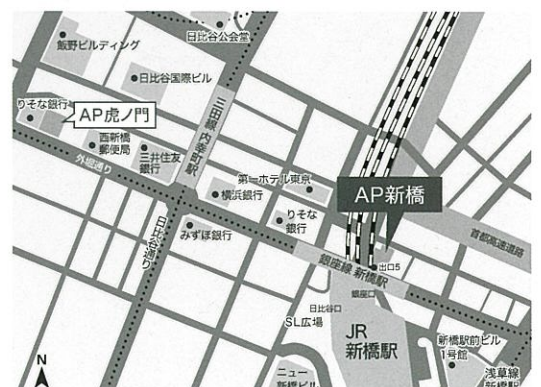 日比谷公会堂
飯野ビルディング
日比谷国際ビル
りそな銀行
AP虎ノ門
西新橋
郵便局
三井住友
銀行
三田線 内幸町駅
外堀通り
第一ホテル東京
横浜銀行
りそな
銀行
AP新橋
首都高速道路
日比谷通り
みずほ銀行
銀座線 新橋駅
出口5
銀座口
日比谷口
SL広場
JR
新橋駅
新橋駅前ビル
1号館
ニュー
新橋ビル
浅草線
新橋駅
N